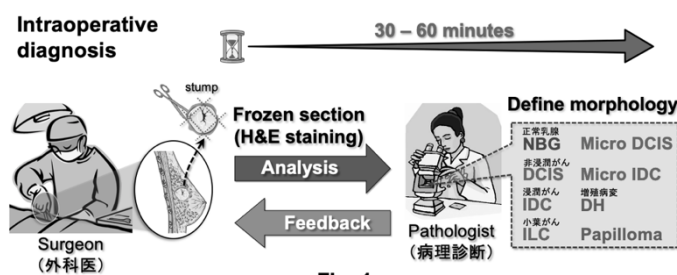 Intraoperative
diagnosis
30 – 60 minutes
stump
Frozen section
(H&E staining)
Analysis
Feedback
Surgeon
(外科医)
Pathologist
(病理診断)
Define morphology
正常乳腺
NBG
Micro DCIS
非浸潤がん
DCIS
Micro IDC
浸潤がん
IDC
増殖病変
DH
小葉がん
ILC
Papilloma